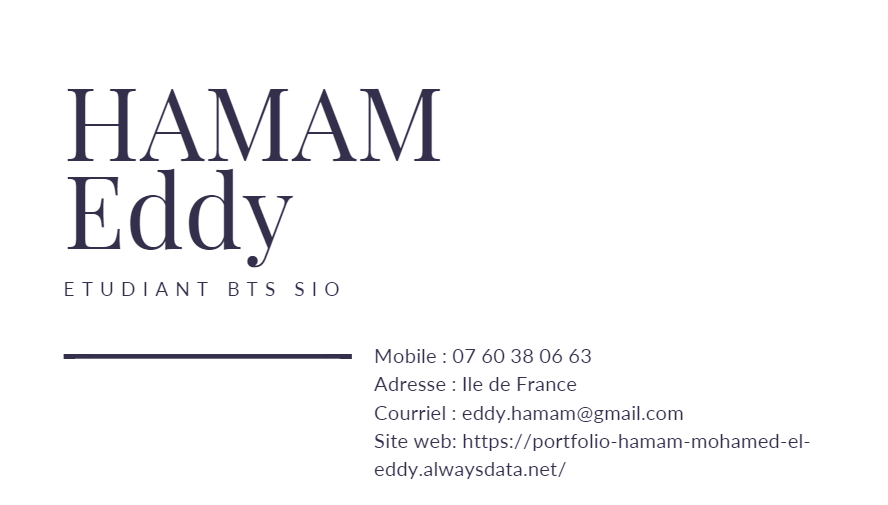 HAMAM
Eddy
ETUDIANT BTS SIO
Mobile : 07 60 38 06 63
Adresse : Ile de France
Courriel : eddy.hamam@gmail.com
Site web: https://portfolio-hamam-mohamed-el-
eddy.alwaysdata.net/